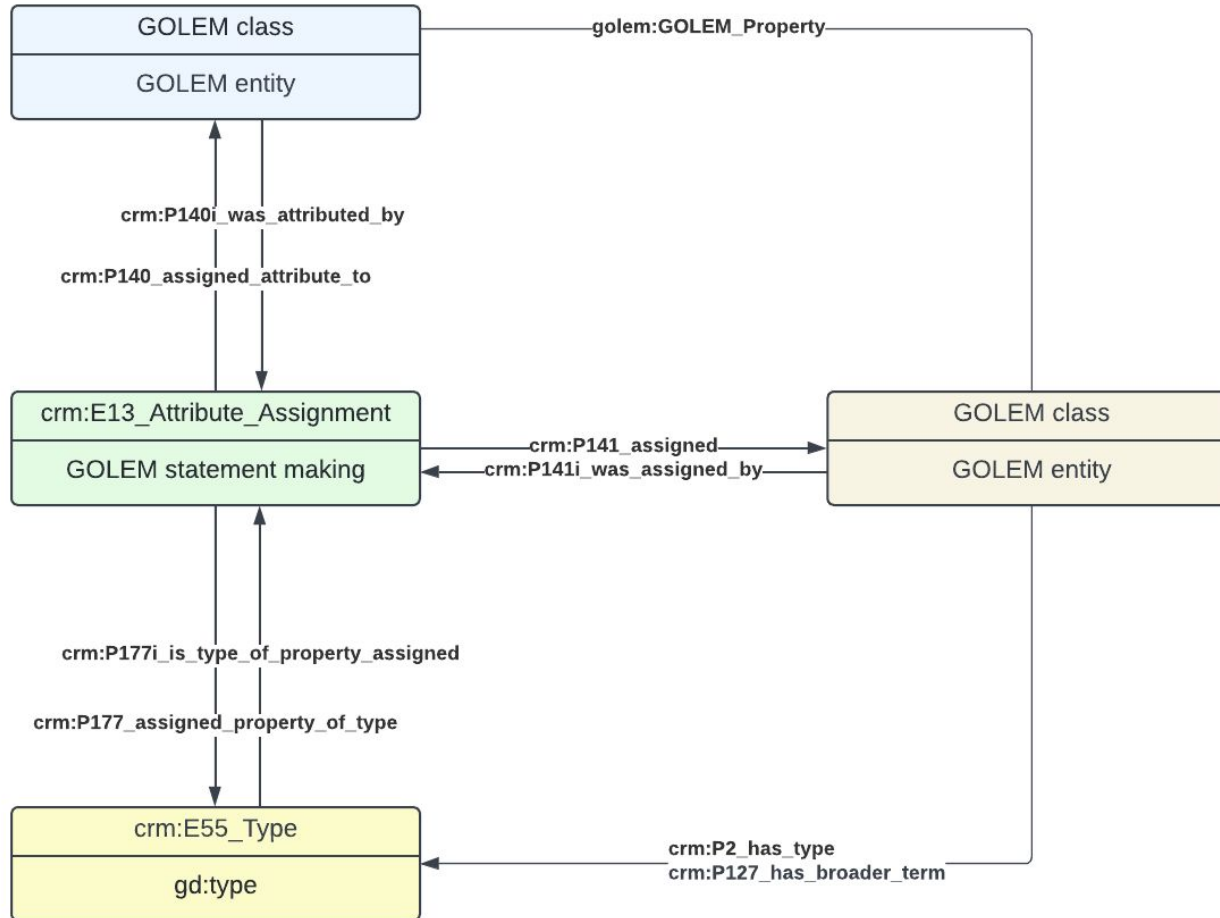 GOLEM class
golem:GOLEM_Property
GOLEM entity
crm:P140i_was_attributed_by
crm:P140_assigned_attribute_to
crm:E13_Attribute_Assignment
GOLEM class
crm:P141_assigned
GOLEM statement making
crm:P141i_was_assigned_by
GOLEM entity
crm:P177i_is_type_of_property_assigned
crm:P177_assigned_property_of_type
crm:E55_Type
crm:P2_has_type
crm:P127_has_broader_term
gd:type